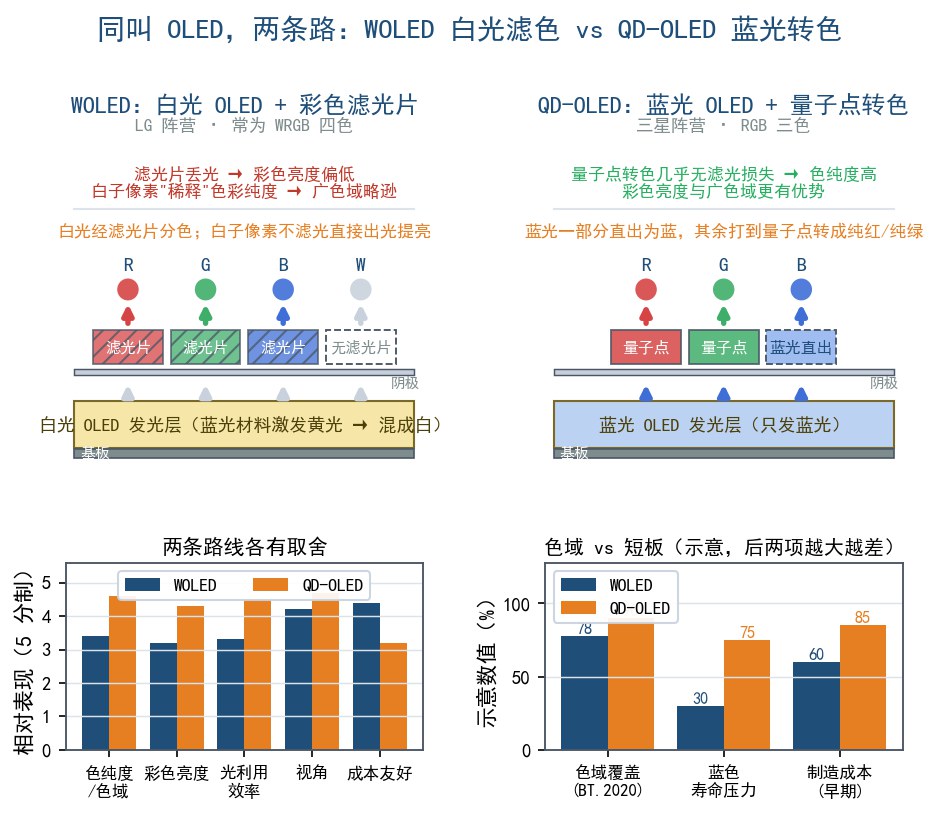 同叫 OLED, 两条路: WOLED 白光滤色 vs QD-OLED 蓝光转色
WOLED: 白光 OLED + 彩色滤光片
LG 阵营 · 常为 WRGB 四色
滤光片丢光 → 彩色亮度偏低
白子像素"稀释"色彩纯度 → 广色域略逊
白光经滤光片分色; 白子像素不滤光直接出光提亮
R G B W
滤光片 滤光片 滤光片 无滤光片
阴极
白光 OLED 发光层（蓝光材料激发黄光 → 混成白）
基板
QD-OLED: 蓝光 OLED + 量子点转色
三星阵营 · RGB 三色
量子点转色几乎无滤光损失 → 色纯度高
彩色亮度与广色域更有优势
蓝光一部分直出为蓝, 其余打到量子点转成纯红/纯绿
R G B
量子点 量子点 蓝光直出
阴极
蓝光 OLED 发光层（只发蓝光）
基板
两条路线各有取舍
WOLED QD-OLED
相对表现（5 分制）
5
4
3
2
1
0
色纯度
/色域
彩色亮度
光利用
效率
视角
成本友好
色域 vs 短板（示意, 后两项越大越差）
WOLED
QD-OLED
示意数值（%）
100
50
0
78
30 75
60 85
色域覆盖
(BT.2020)
蓝色
寿命压力
制造成本
(早期)